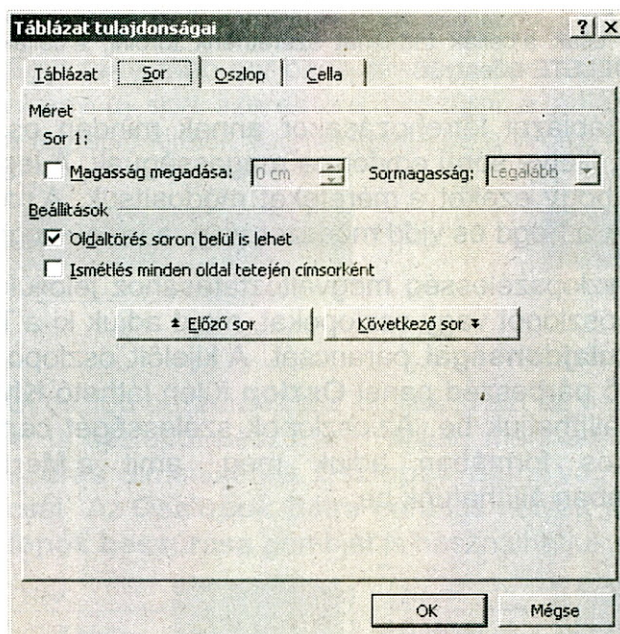 Táblázat tulajdonságai
Táblázat Sor Oszlop Cella
Méret
Sor 1:
Magasság megadása: 0 cm Sormagasság: Legalább
Beállítások
Oldaltörés soron belül is lehet
Ismétlés minden oldal tetején címsorként
Előző sor Következő sor
OK Mégse